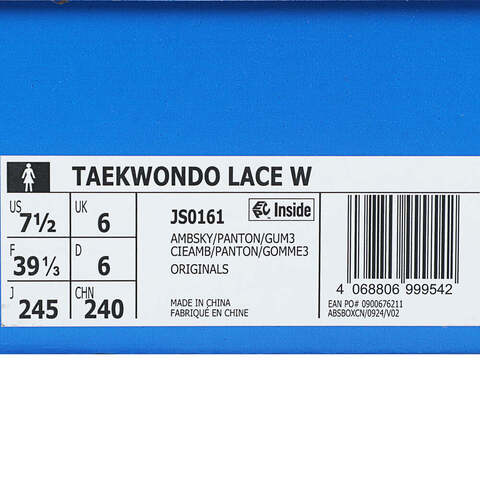 TAEKWONDO LACE W
US 7½ UK 6
F 39⅓ D 6
J 245 CHN 240
JS0161 Inside
AMBSKY/PANTON/GUM3
CIEAMB/PANTON/GOMME3
ORIGINALS
MADE IN CHINA
FABRIQUÉ EN CHINE
4 068806 999542
EAN PO# 0900676211
ABSBOXCN/0924/V02